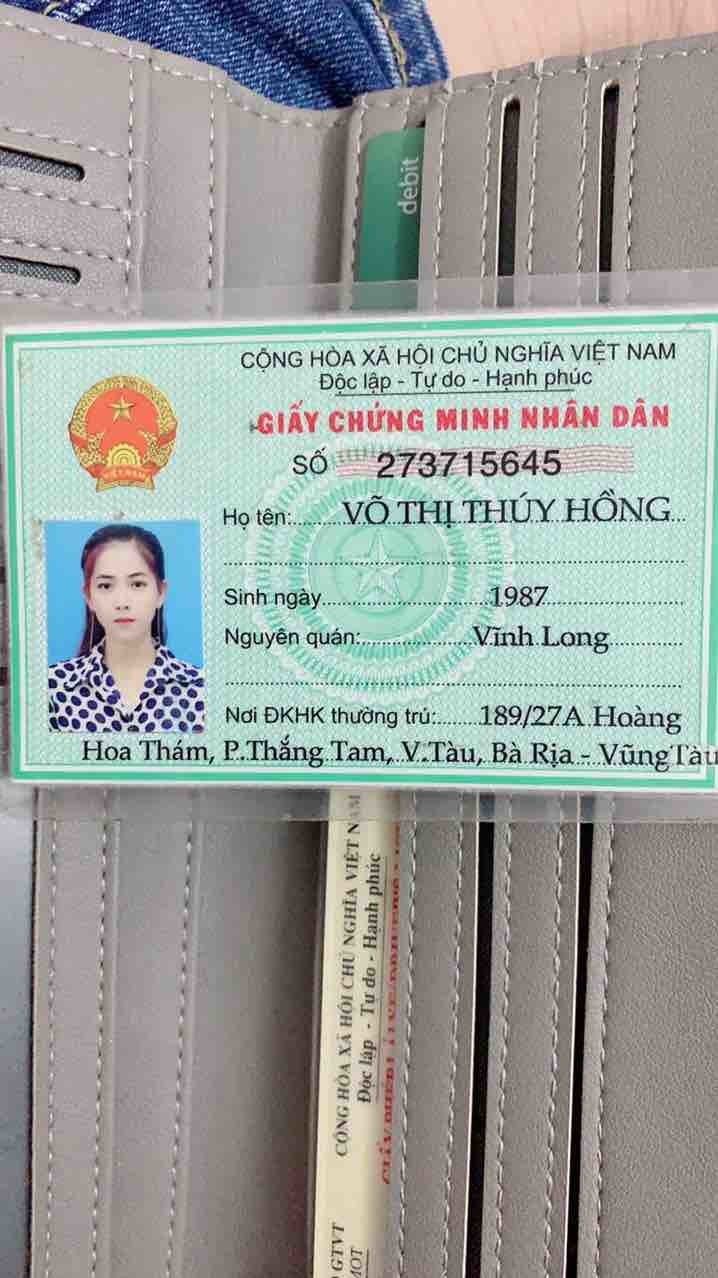 debit
CỘNG HÒA XÃ HỘI CHỦ NGHĨA VIỆT NAM
Độc lập - Tự do - Hạnh phúc
GIẤY CHỨNG MINH NHÂN DÂN
SỐ 273715645
VIỆT NAM
Họ tên: VÕ THỊ THÚY HỒNG
Sinh ngày 1987
Nguyên quán: Vĩnh Long
Nơi ĐKHK thường trú: 189/27A Hoàng
Hoa Thám, P.Thắng Tam, V.Tàu, Bà Rịa - Vũng Tàu
CỘNG HÒA XÃ HỘI CHỦ NGHĨA VIỆT NAM
Độc lập - Tự do - Hạnh phúc
GTVT